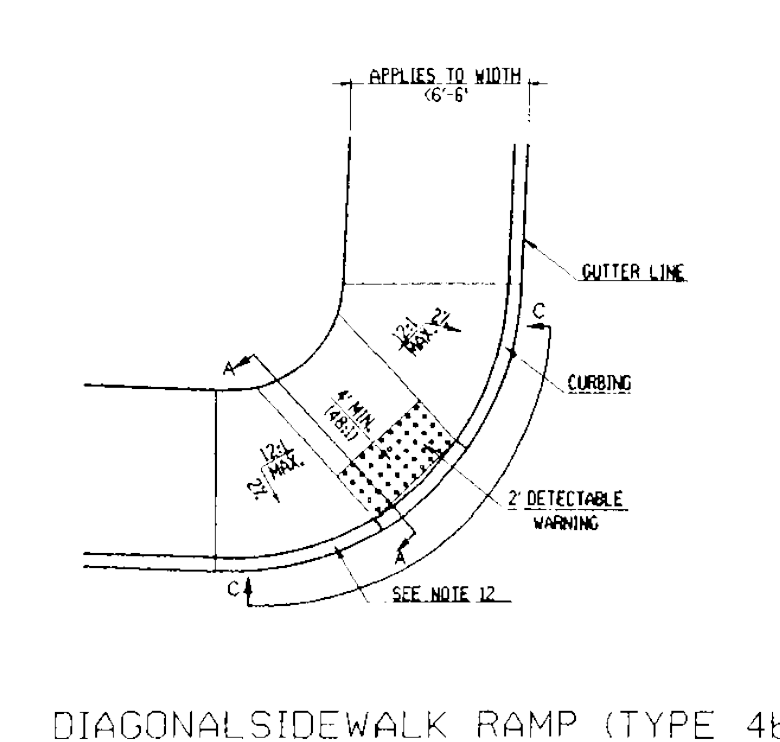 APPLIES TO WIDTH
<6'-6'
GUTTER LINE
C
12:1
MAX.
2%
A
CURBING
4' MIN.
(48:1)
12:1
MAX.
2%
2' DETECTABLE
WARNING
A
C
SEE NOTE 12
DIAGONALSIDEWALK RAMP (TYPE 4b